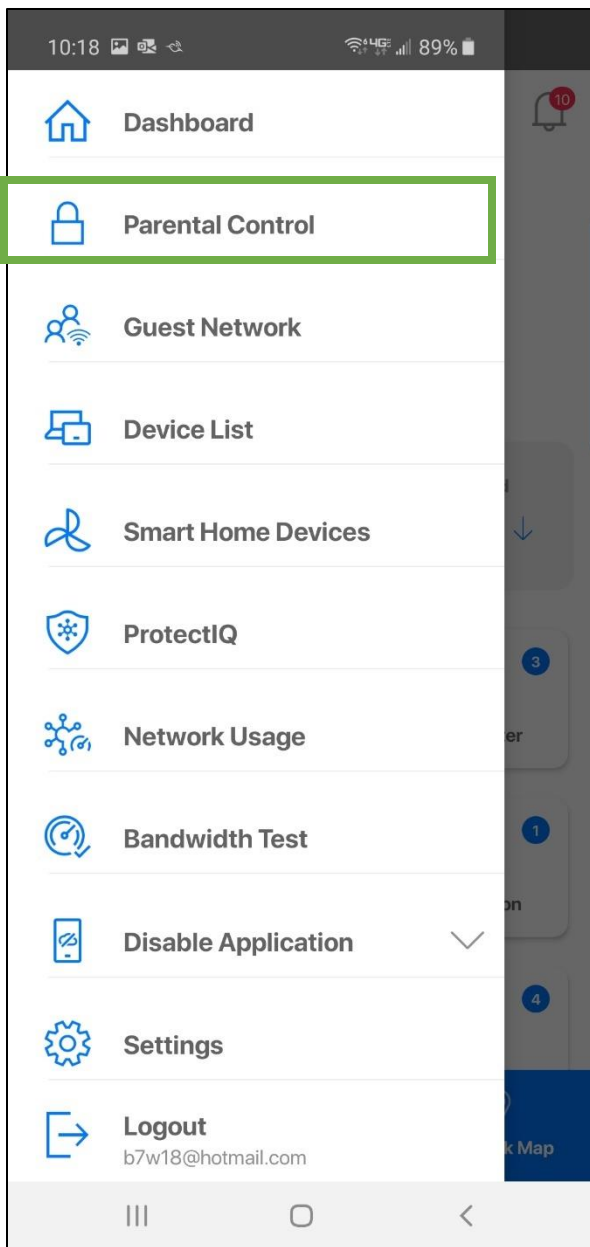 10:18 89%
Dashboard
10
Parental Control
Guest Network
Device List
Smart Home Devices
ProtectIQ
3
Network Usage
er
Bandwidth Test
1
on
Disable Application
4
Settings
Logout
k Map
b7w18@hotmail.com